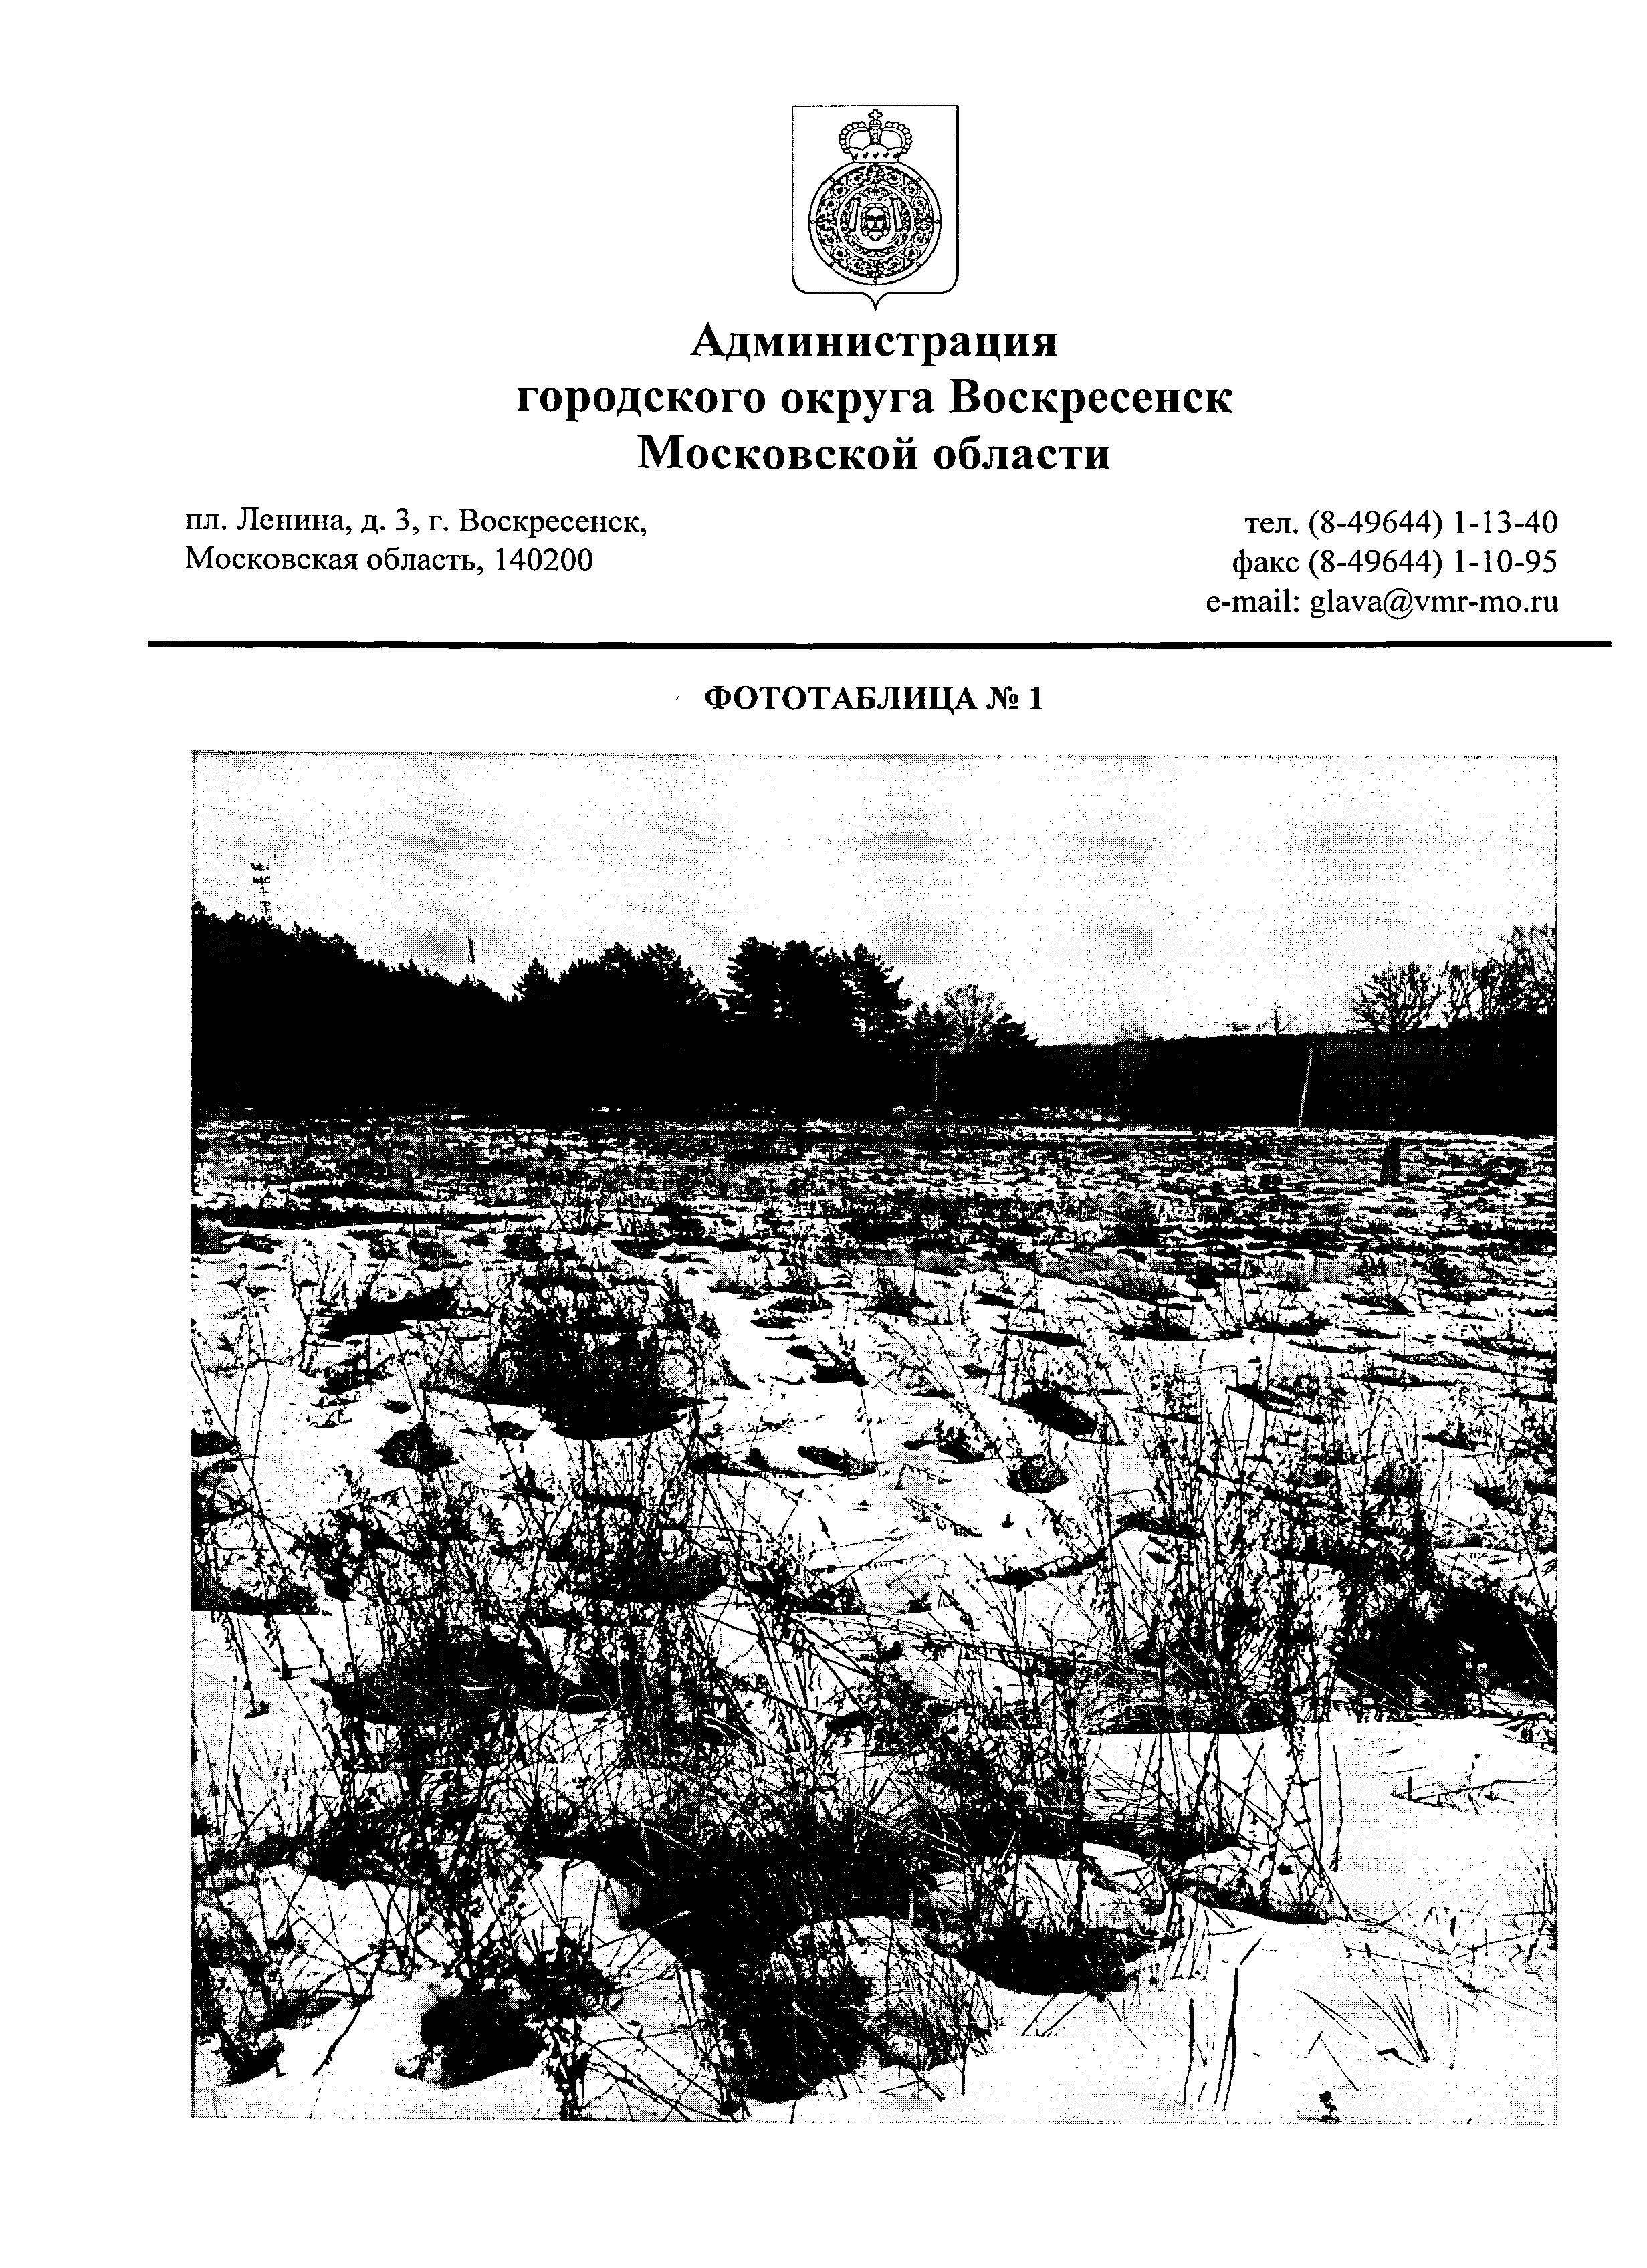 Администрация
городского округа Воскресенск
Московской области
пл. Ленина, д. 3, г. Воскресенск,
Московская область, 140200
тел. (8-49644) 1-13-40
факс (8-49644) 1-10-95
e-mail: glava@vmr-mo.ru
ФОТОТАБЛИЦА № 1